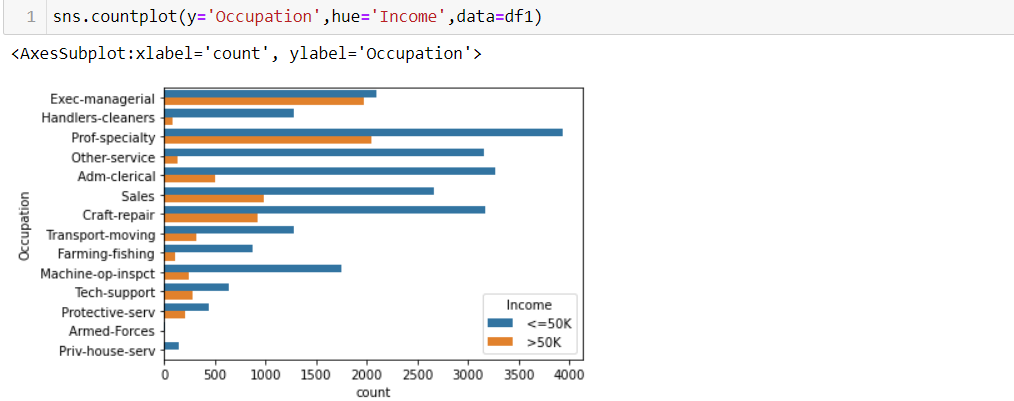 1 sns.countplot(y='Occupation',hue='Income',data=df1)
<AxesSubplot:xlabel='count', ylabel='Occupation'>
Exec-managerial
Handlers-cleaners
Prof-specialty
Other-service
Adm-clerical
Sales
Craft-repair
Transport-moving
Farming-fishing
Machine-op-inspct
Tech-support
Protective-serv
Armed-Forces
Priv-house-serv
Occupation
Income
<=50K
>50K
0 500 1000 1500 2000 2500 3000 3500 4000
count